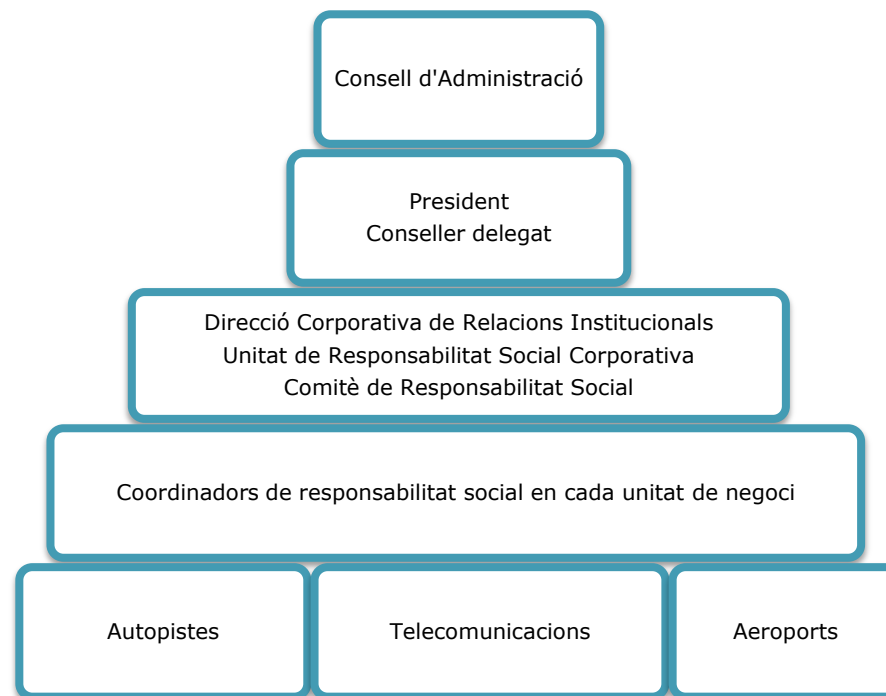 Consell d'Administració
President
Conseller delegat
Direcció Corporativa de Relacions Institucionals
Unitat de Responsabilitat Social Corporativa
Comitè de Responsabilitat Social
Coordinadors de responsabilitat social en cada unitat de negoci
Autopistes
Telecomunicacions
Aeroports